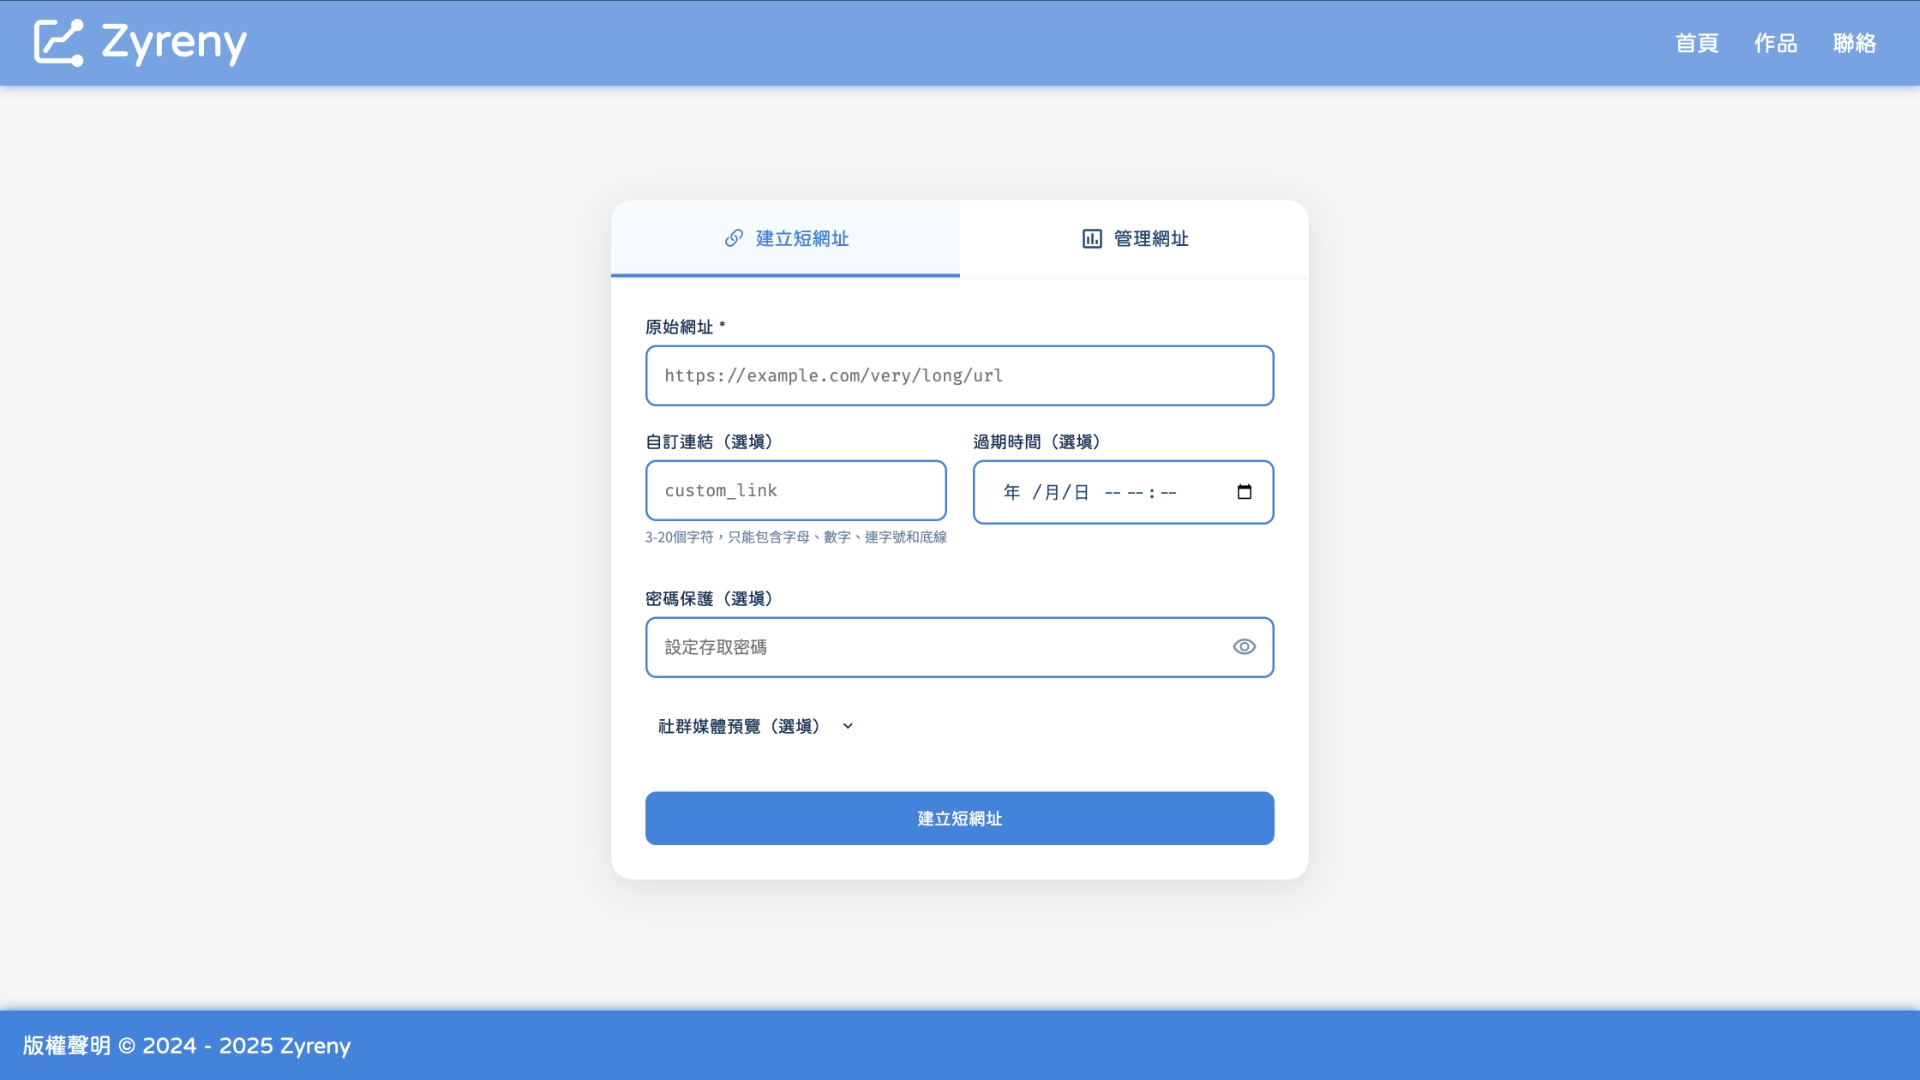 Zyreny
首頁 作品 聯絡
建立短網址 管理網址
原始網址 *
https://example.com/very/long/url
自訂連結（選填） 過期時間（選填）
custom_link 年 /月/日 -- --:--
3-20個字符，只能包含字母、數字、連字號和底線
密碼保護（選填）
設定存取密碼
社群媒體預覽（選填）
建立短網址
版權聲明 © 2024 - 2025 Zyreny